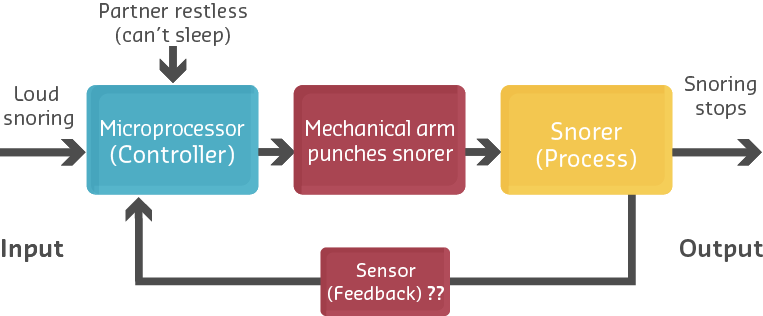 Partner restless
(can't sleep)
Loud
snoring
Microprocessor
(Controller)
Mechanical arm
punches snorer
Snorer
(Process)
Snoring
stops
Input
Output
Sensor
(Feedback) ??